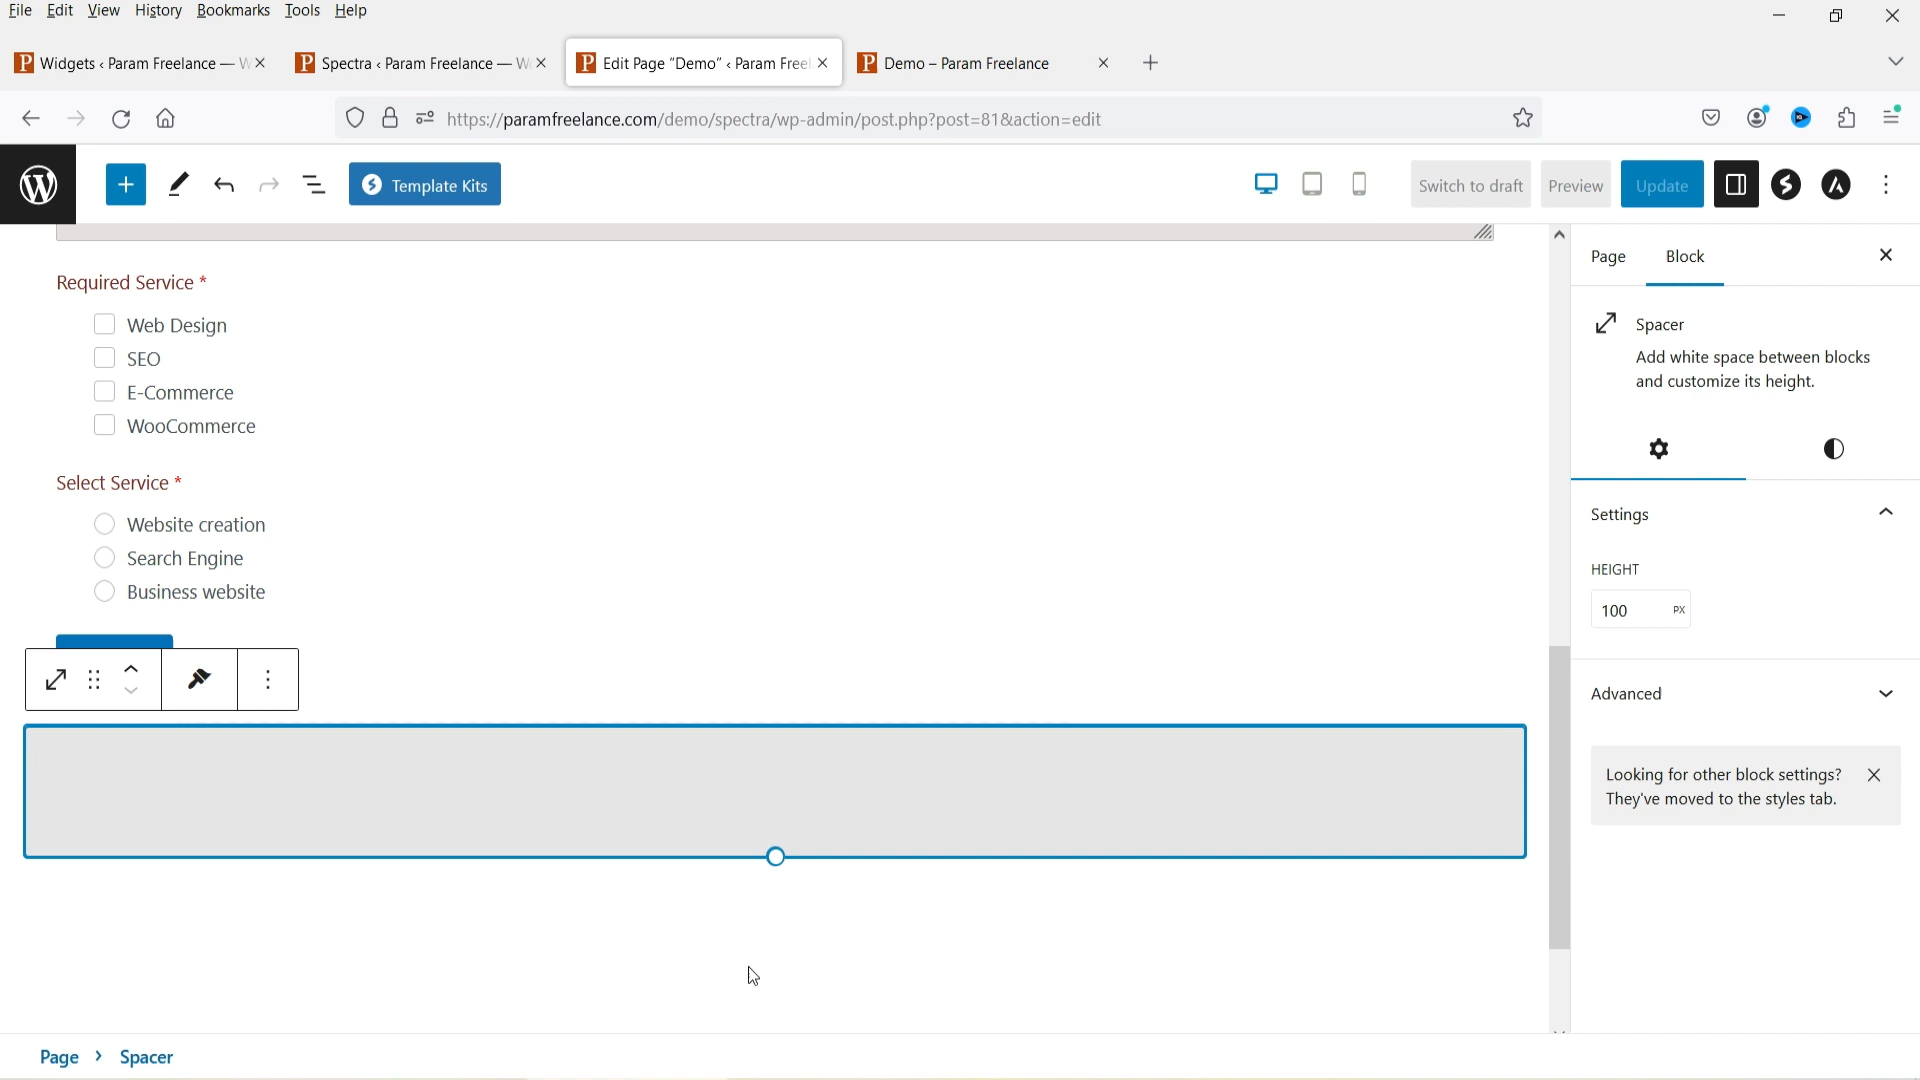 File Edit View History Bookmarks Tools Help
Widgets ‹ Param Freelance — W
Spectra ‹ Param Freelance — W
Edit Page "Demo" ‹ Param Freel
Demo – Param Freelance
https://paramfreelance.com/demo/spectra/wp-admin/post.php?post=81&action=edit
Template Kits
Switch to draft
Preview
Update
Page
Block
Required Service *
Web Design
SEO
E-Commerce
WooCommerce
Select Service *
Website creation
Search Engine
Business website
Spacer
Add white space between blocks
and customize its height.
Settings
HEIGHT
100 PX
Advanced
Looking for other block settings?
They've moved to the styles tab.
Page › Spacer